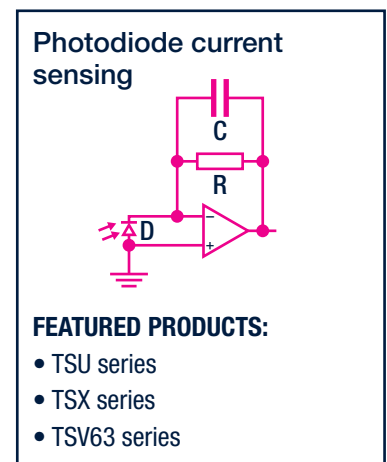 Photodiode current
sensing
C
R
D
−
+
FEATURED PRODUCTS:
• TSU series
• TSX series
• TSV63 series